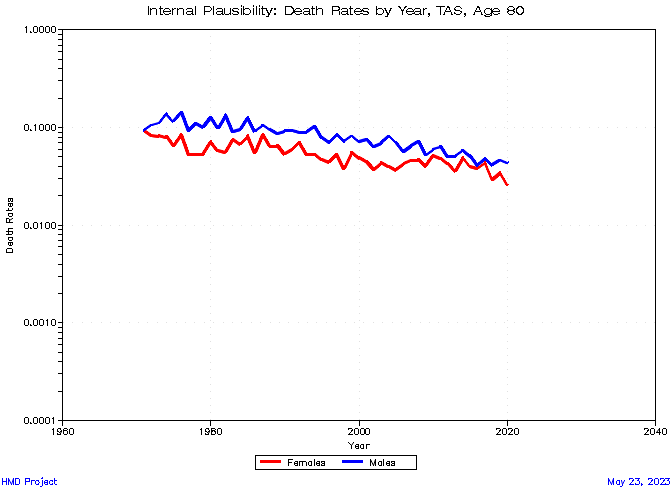 Internal Plausibility: Death Rates by Year, TAS, Age 80
1.0000
0.1000
0.0100
0.0010
0.0001
Death Rates
1960 1980 2000 2020 2040
Year
Females Males
HMD Project May 23, 2023